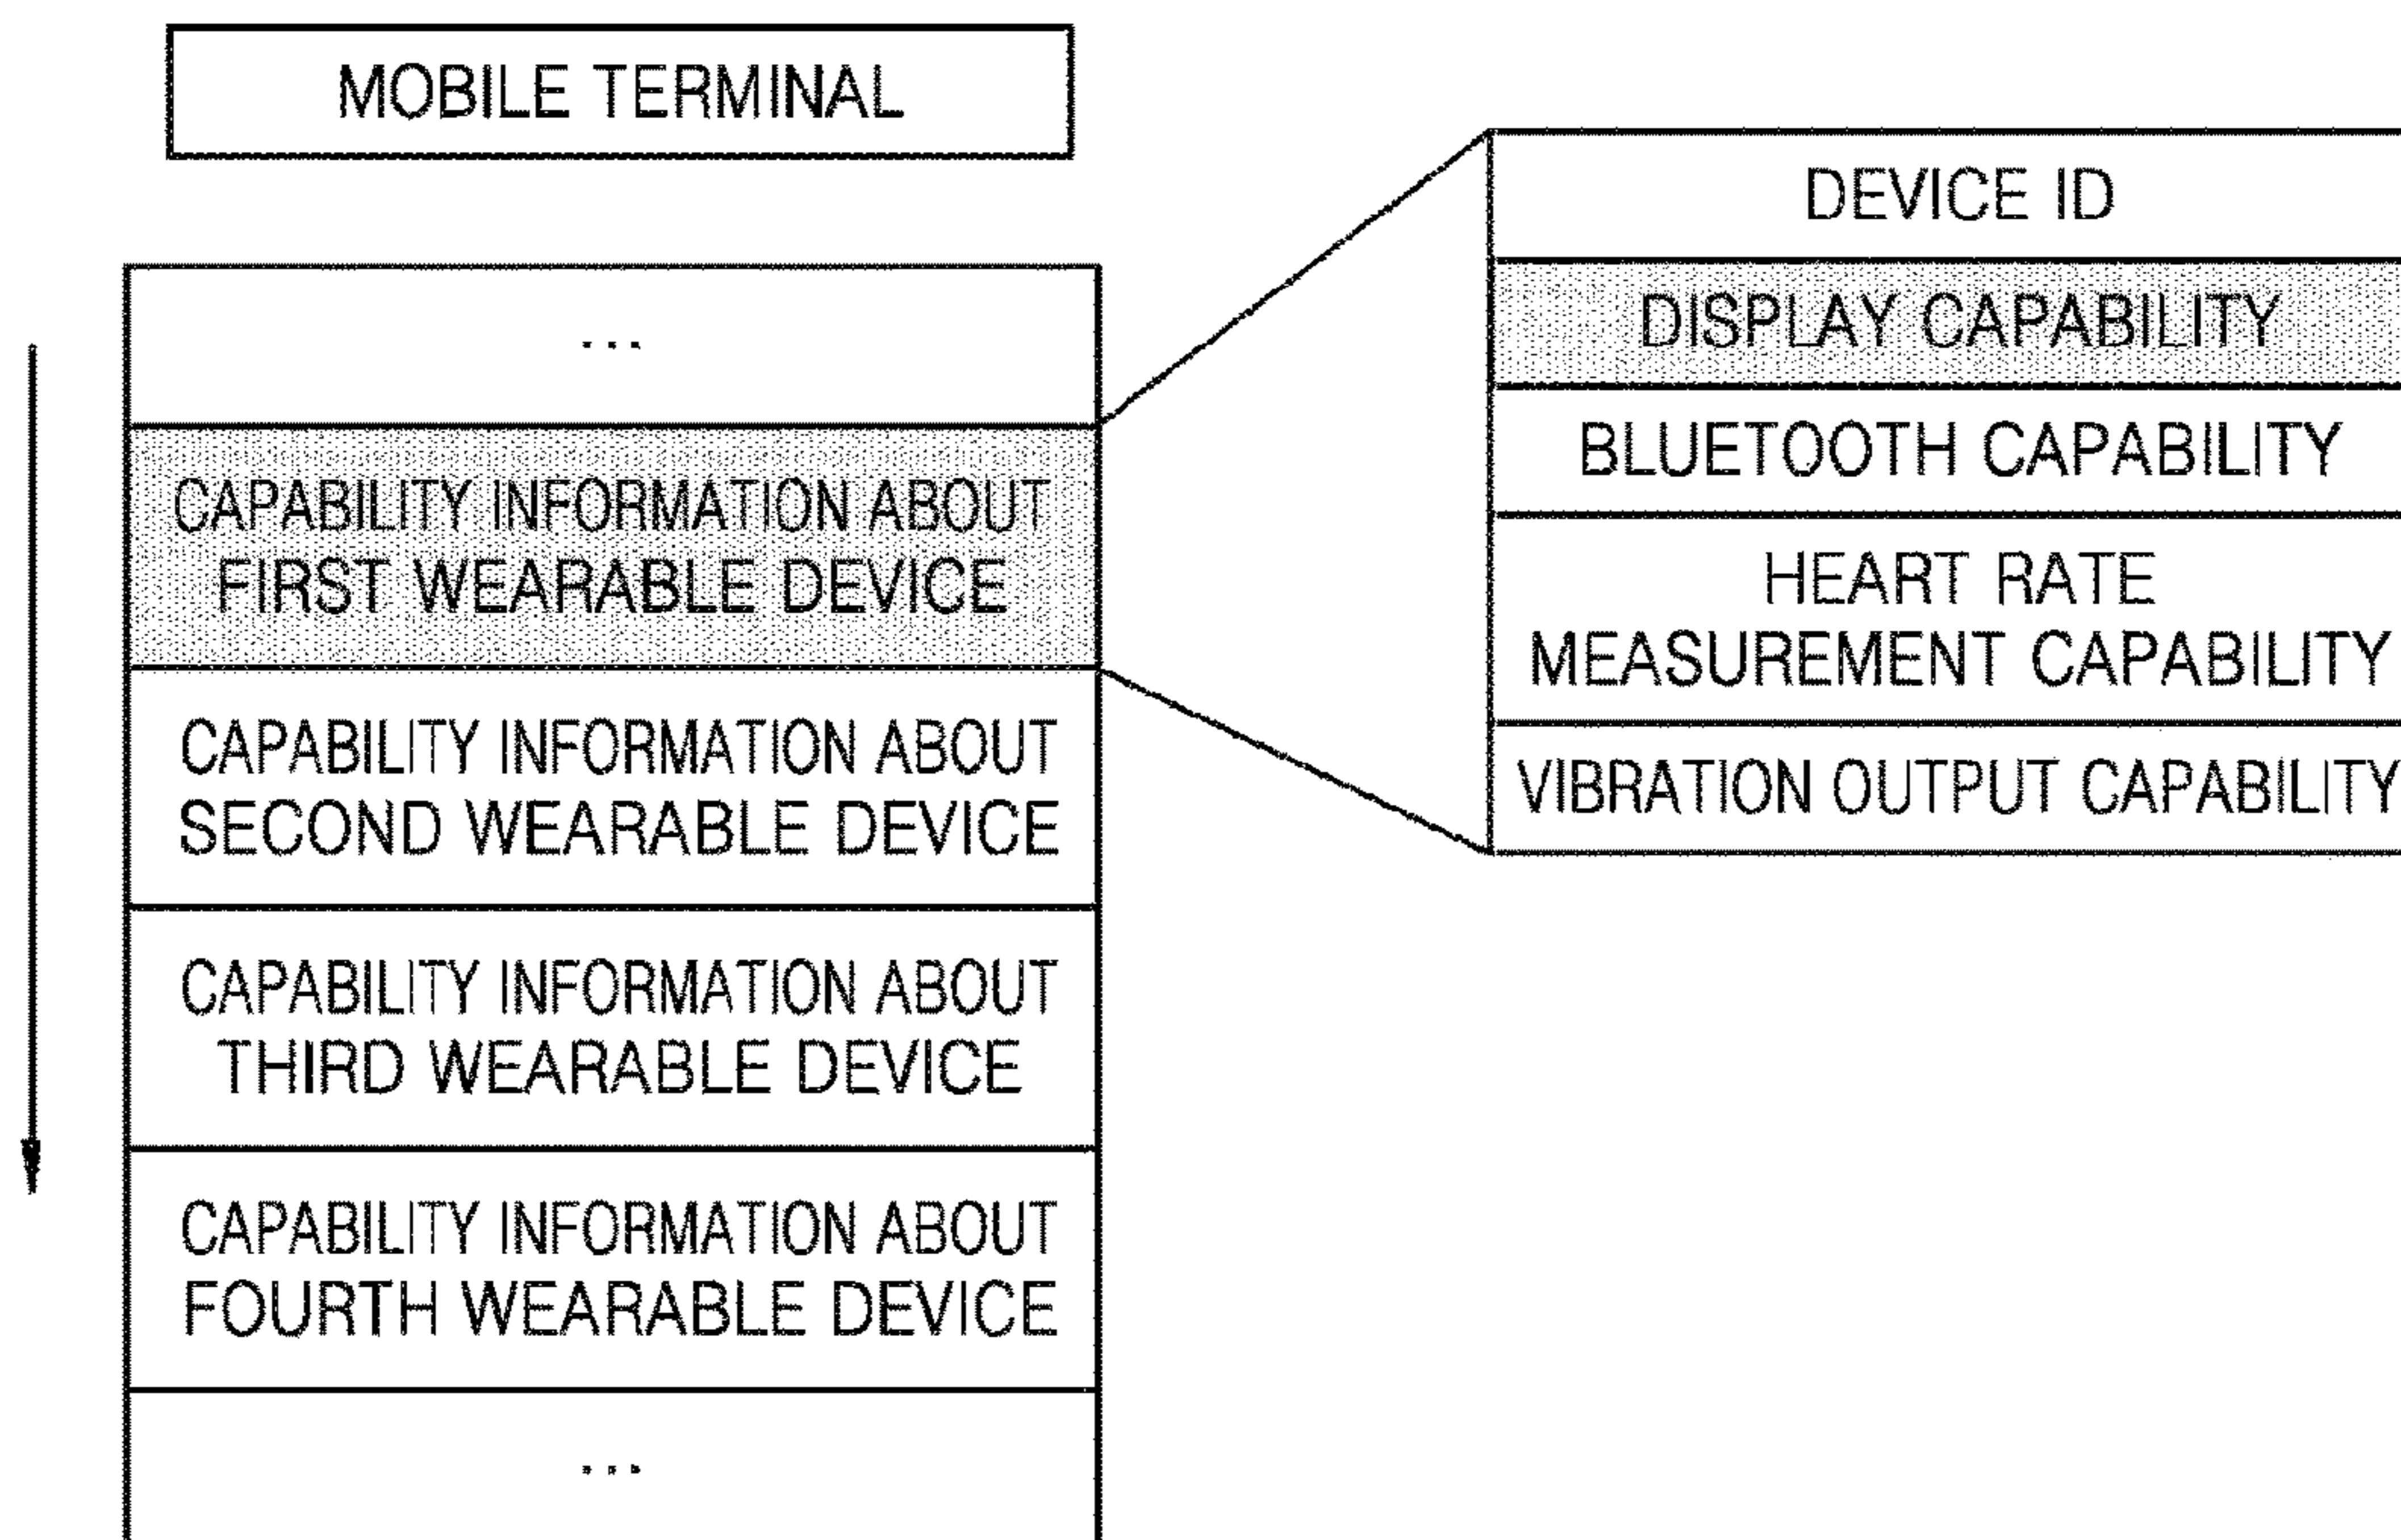 MOBILE TERMINAL
...
CAPABILITY INFORMATION ABOUT
FIRST WEARABLE DEVICE
CAPABILITY INFORMATION ABOUT
SECOND WEARABLE DEVICE
CAPABILITY INFORMATION ABOUT
THIRD WEARABLE DEVICE
CAPABILITY INFORMATION ABOUT
FOURTH WEARABLE DEVICE
...
DEVICE ID
DISPLAY CAPABILITY
BLUETOOTH CAPABILITY
HEART RATE
MEASUREMENT CAPABILITY
VIBRATION OUTPUT CAPABILITY